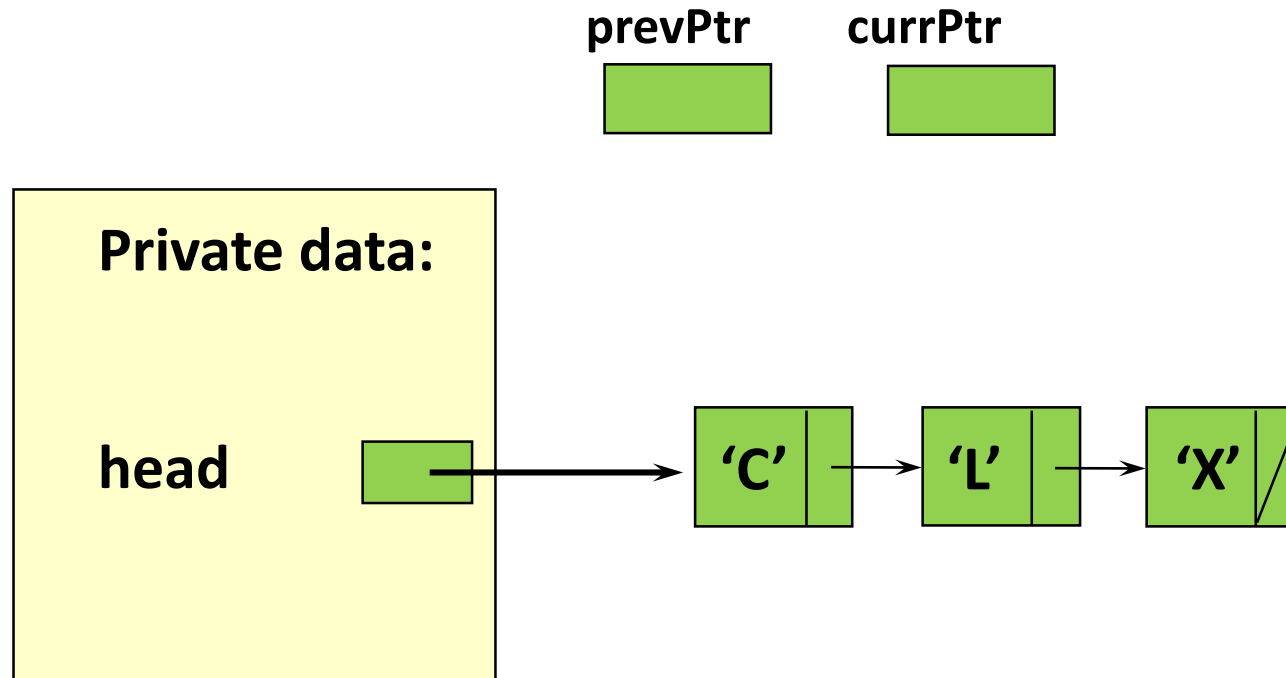 prevPtr currPtr
Private data:
head
‘C’ ‘L’ ‘X’